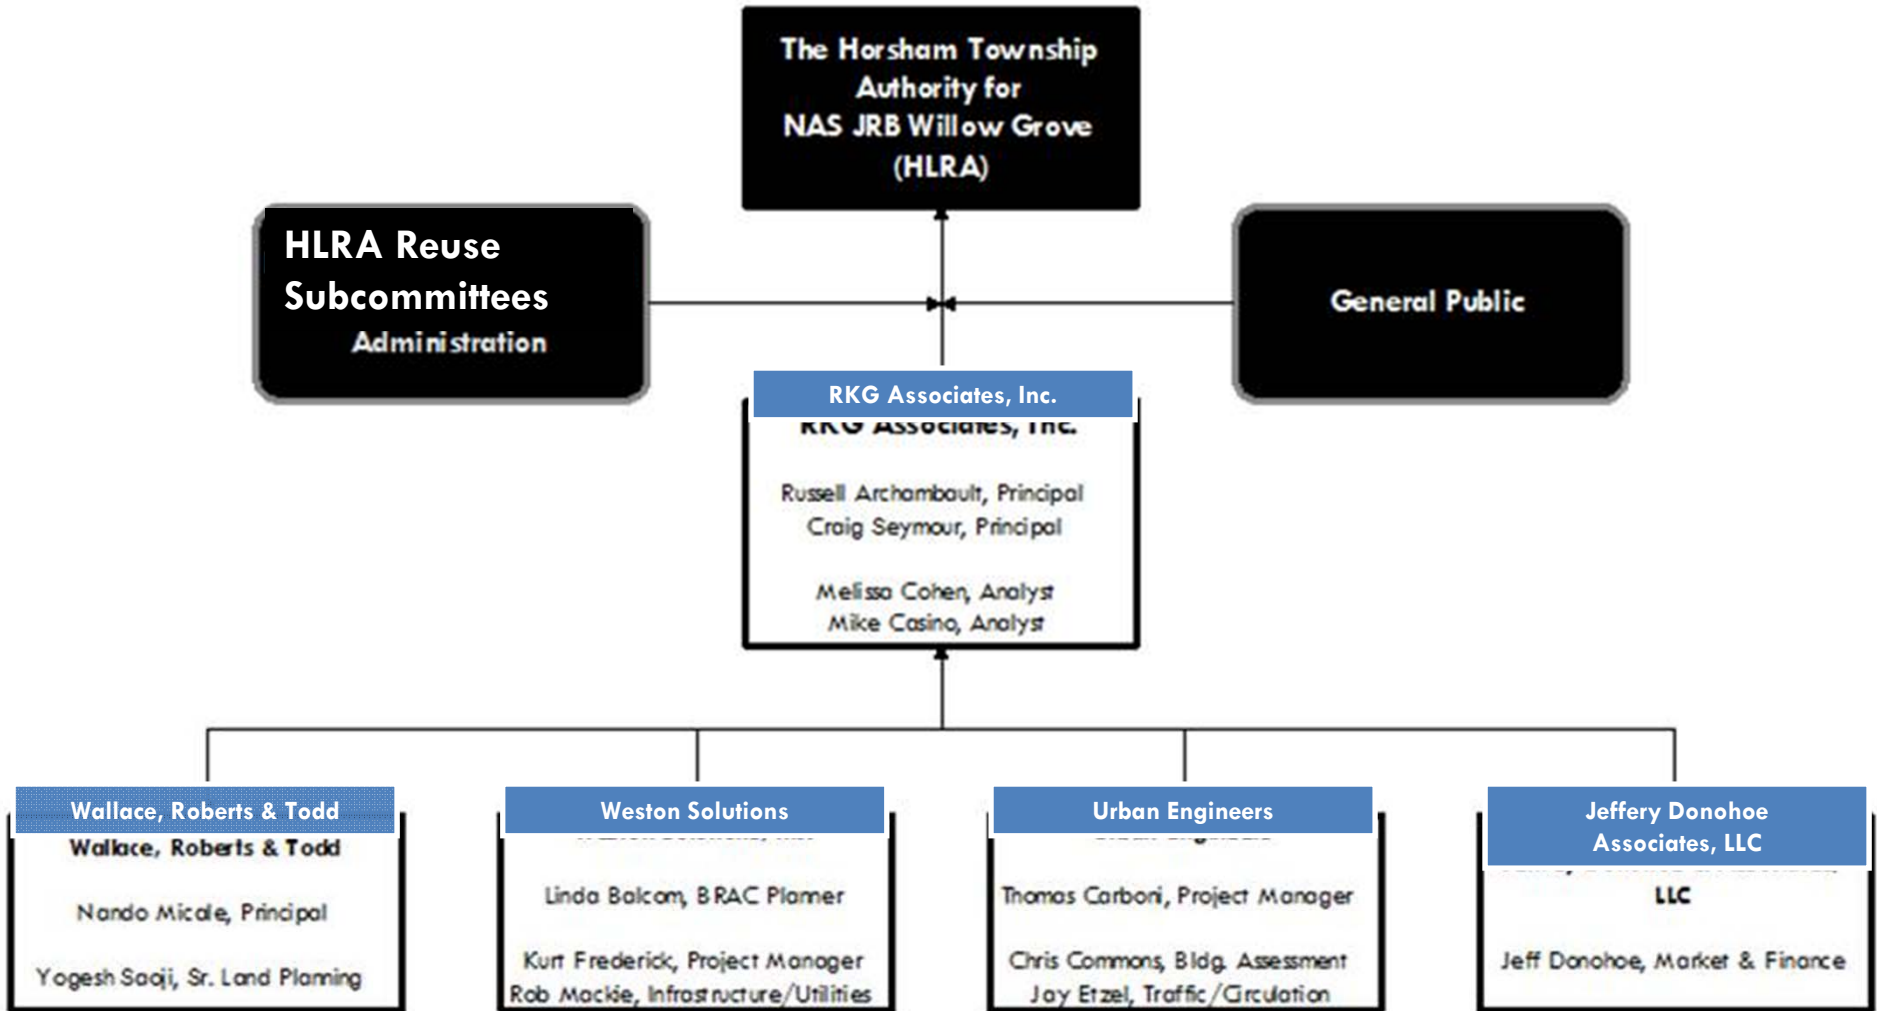 The Horsham Township
Authority for
NAS JRB Willow Grove
(HLRA)
HLRA Reuse
Subcommittees
Administration
General Public
RKG Associates, Inc.
RKG Associates, Inc.
Russell Archambault, Principal
Craig Seymour, Principal
Melissa Cohen, Analyst
Mike Casino, Analyst
Wallace, Roberts & Todd
Wallace, Roberts & Todd
Nando Micale, Principal
Yogesh Saoji, Sr. Land Planning
Weston Solutions
Linda Balcom, BRAC Planner
Kurt Frederick, Project Manager
Rob Mackie, Infrastructure/Utilities
Urban Engineers
Thomas Carboni, Project Manager
Chris Commons, Bldg. Assessment
Jay Etzel, Traffic/Circulation
Jeffery Donohoe
Associates, LLC
LLC
Jeff Donohoe, Market & Finance